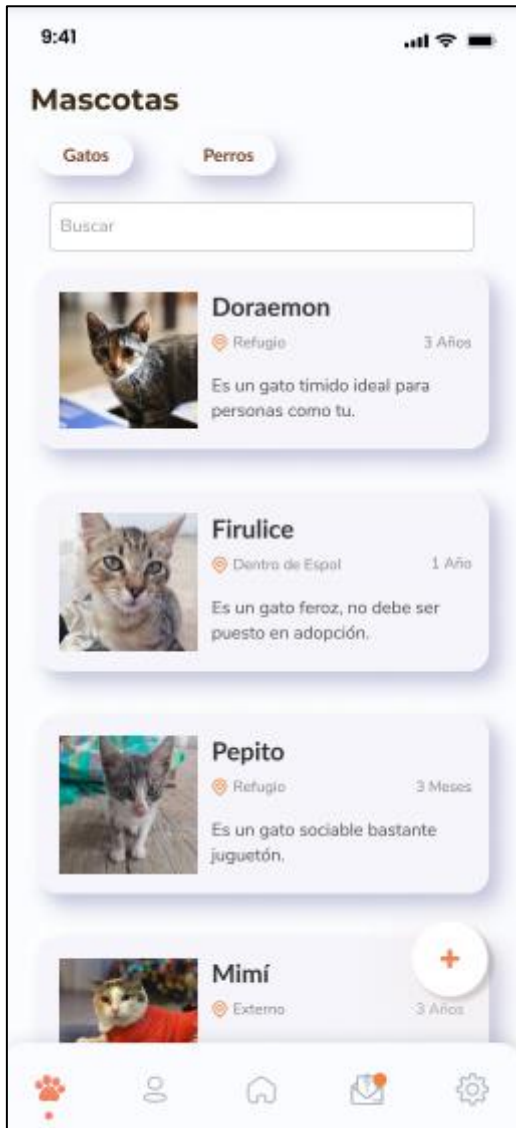 9:41
Mascotas
Gatos
Perros
Buscar
Doraemon
Refugio
3 Años
Es un gato timido ideal para
personas como tu.
Firulice
Dentro de Espol
1 Año
Es un gato feroz, no debe ser
puesto en adopción.
Pepito
Refugio
3 Meses
Es un gato sociable bastante
juguetón.
Mimí
Externo
3 Años